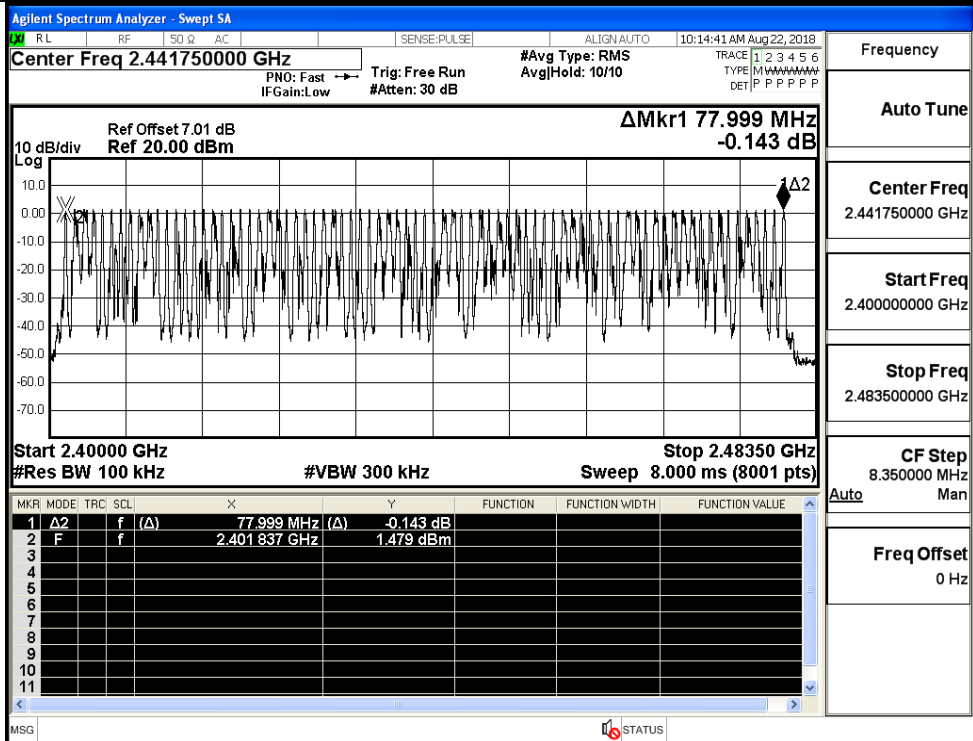 Agilent Spectrum Analyzer - Swept SA
LXI RL RF 50 Ω AC SENSE:PULSE ALIGN AUTO 10:14:41 AM Aug 22, 2018
Center Freq 2.441750000 GHz
PNO: Fast
IFGain:Low
Trig: Free Run
#Atten: 30 dB
#Avg Type: RMS
Avg|Hold: 10/10
TRACE 1 2 3 4 5 6
TYPE M WWWWW
DET P P P P P P
ΔMkr1 77.999 MHz
-0.143 dB
Ref Offset 7.01 dB
10 dB/div Ref 20.00 dBm
Log
10.0
0.00
-10.0
-20.0
-30.0
-40.0
-50.0
-60.0
-70.0
2
1Δ2
Start 2.40000 GHz Stop 2.48350 GHz
#Res BW 100 kHz #VBW 300 kHz Sweep 8.000 ms (8001 pts)
MKR MODE TRC SCL X Y FUNCTION FUNCTION WIDTH FUNCTION VALUE
1 Δ2 f (Δ) 77.999 MHz (Δ) -0.143 dB
2 F f 2.401 837 GHz 1.479 dBm
3
4
5
6
7
8
9
10
11
MSG STATUS
Frequency
Auto Tune
Center Freq
2.441750000 GHz
Start Freq
2.400000000 GHz
Stop Freq
2.483500000 GHz
CF Step
8.350000 MHz
Auto Man
Freq Offset
0 Hz